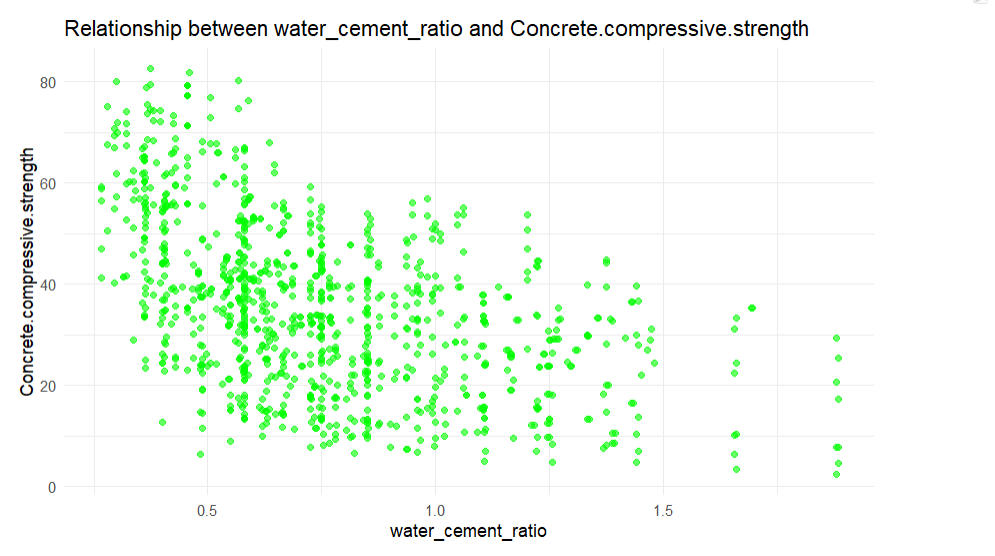 Relationship between water_cement_ratio and Concrete.compressive.strength
Concrete.compressive.strength
80
60
40
20
0
0.5
1.0
1.5
water_cement_ratio